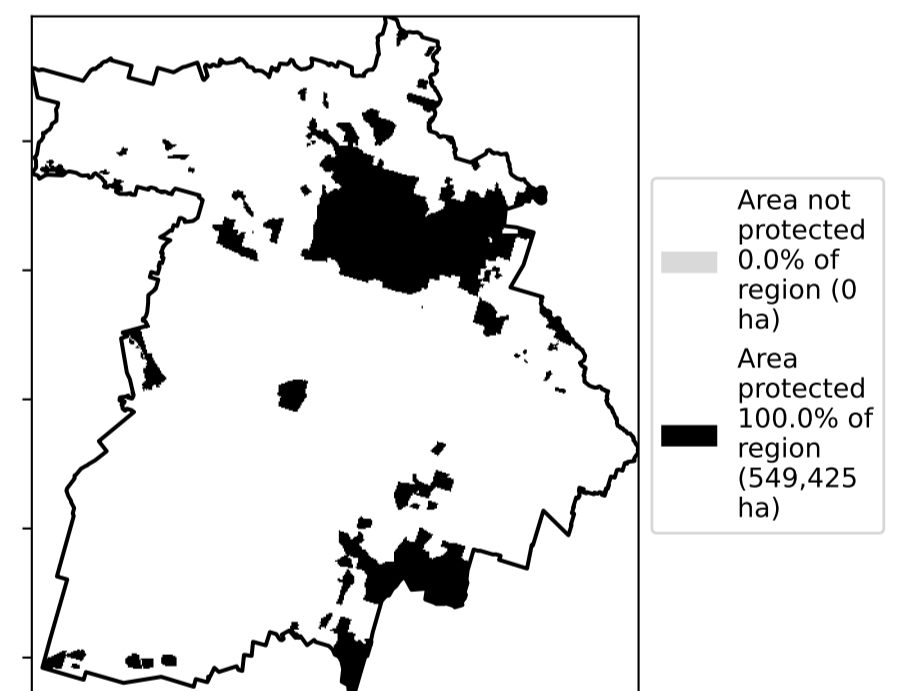 Area not
protected
0.0% of
region (0
ha)
Area
protected
100.0% of
region
(549,425
ha)